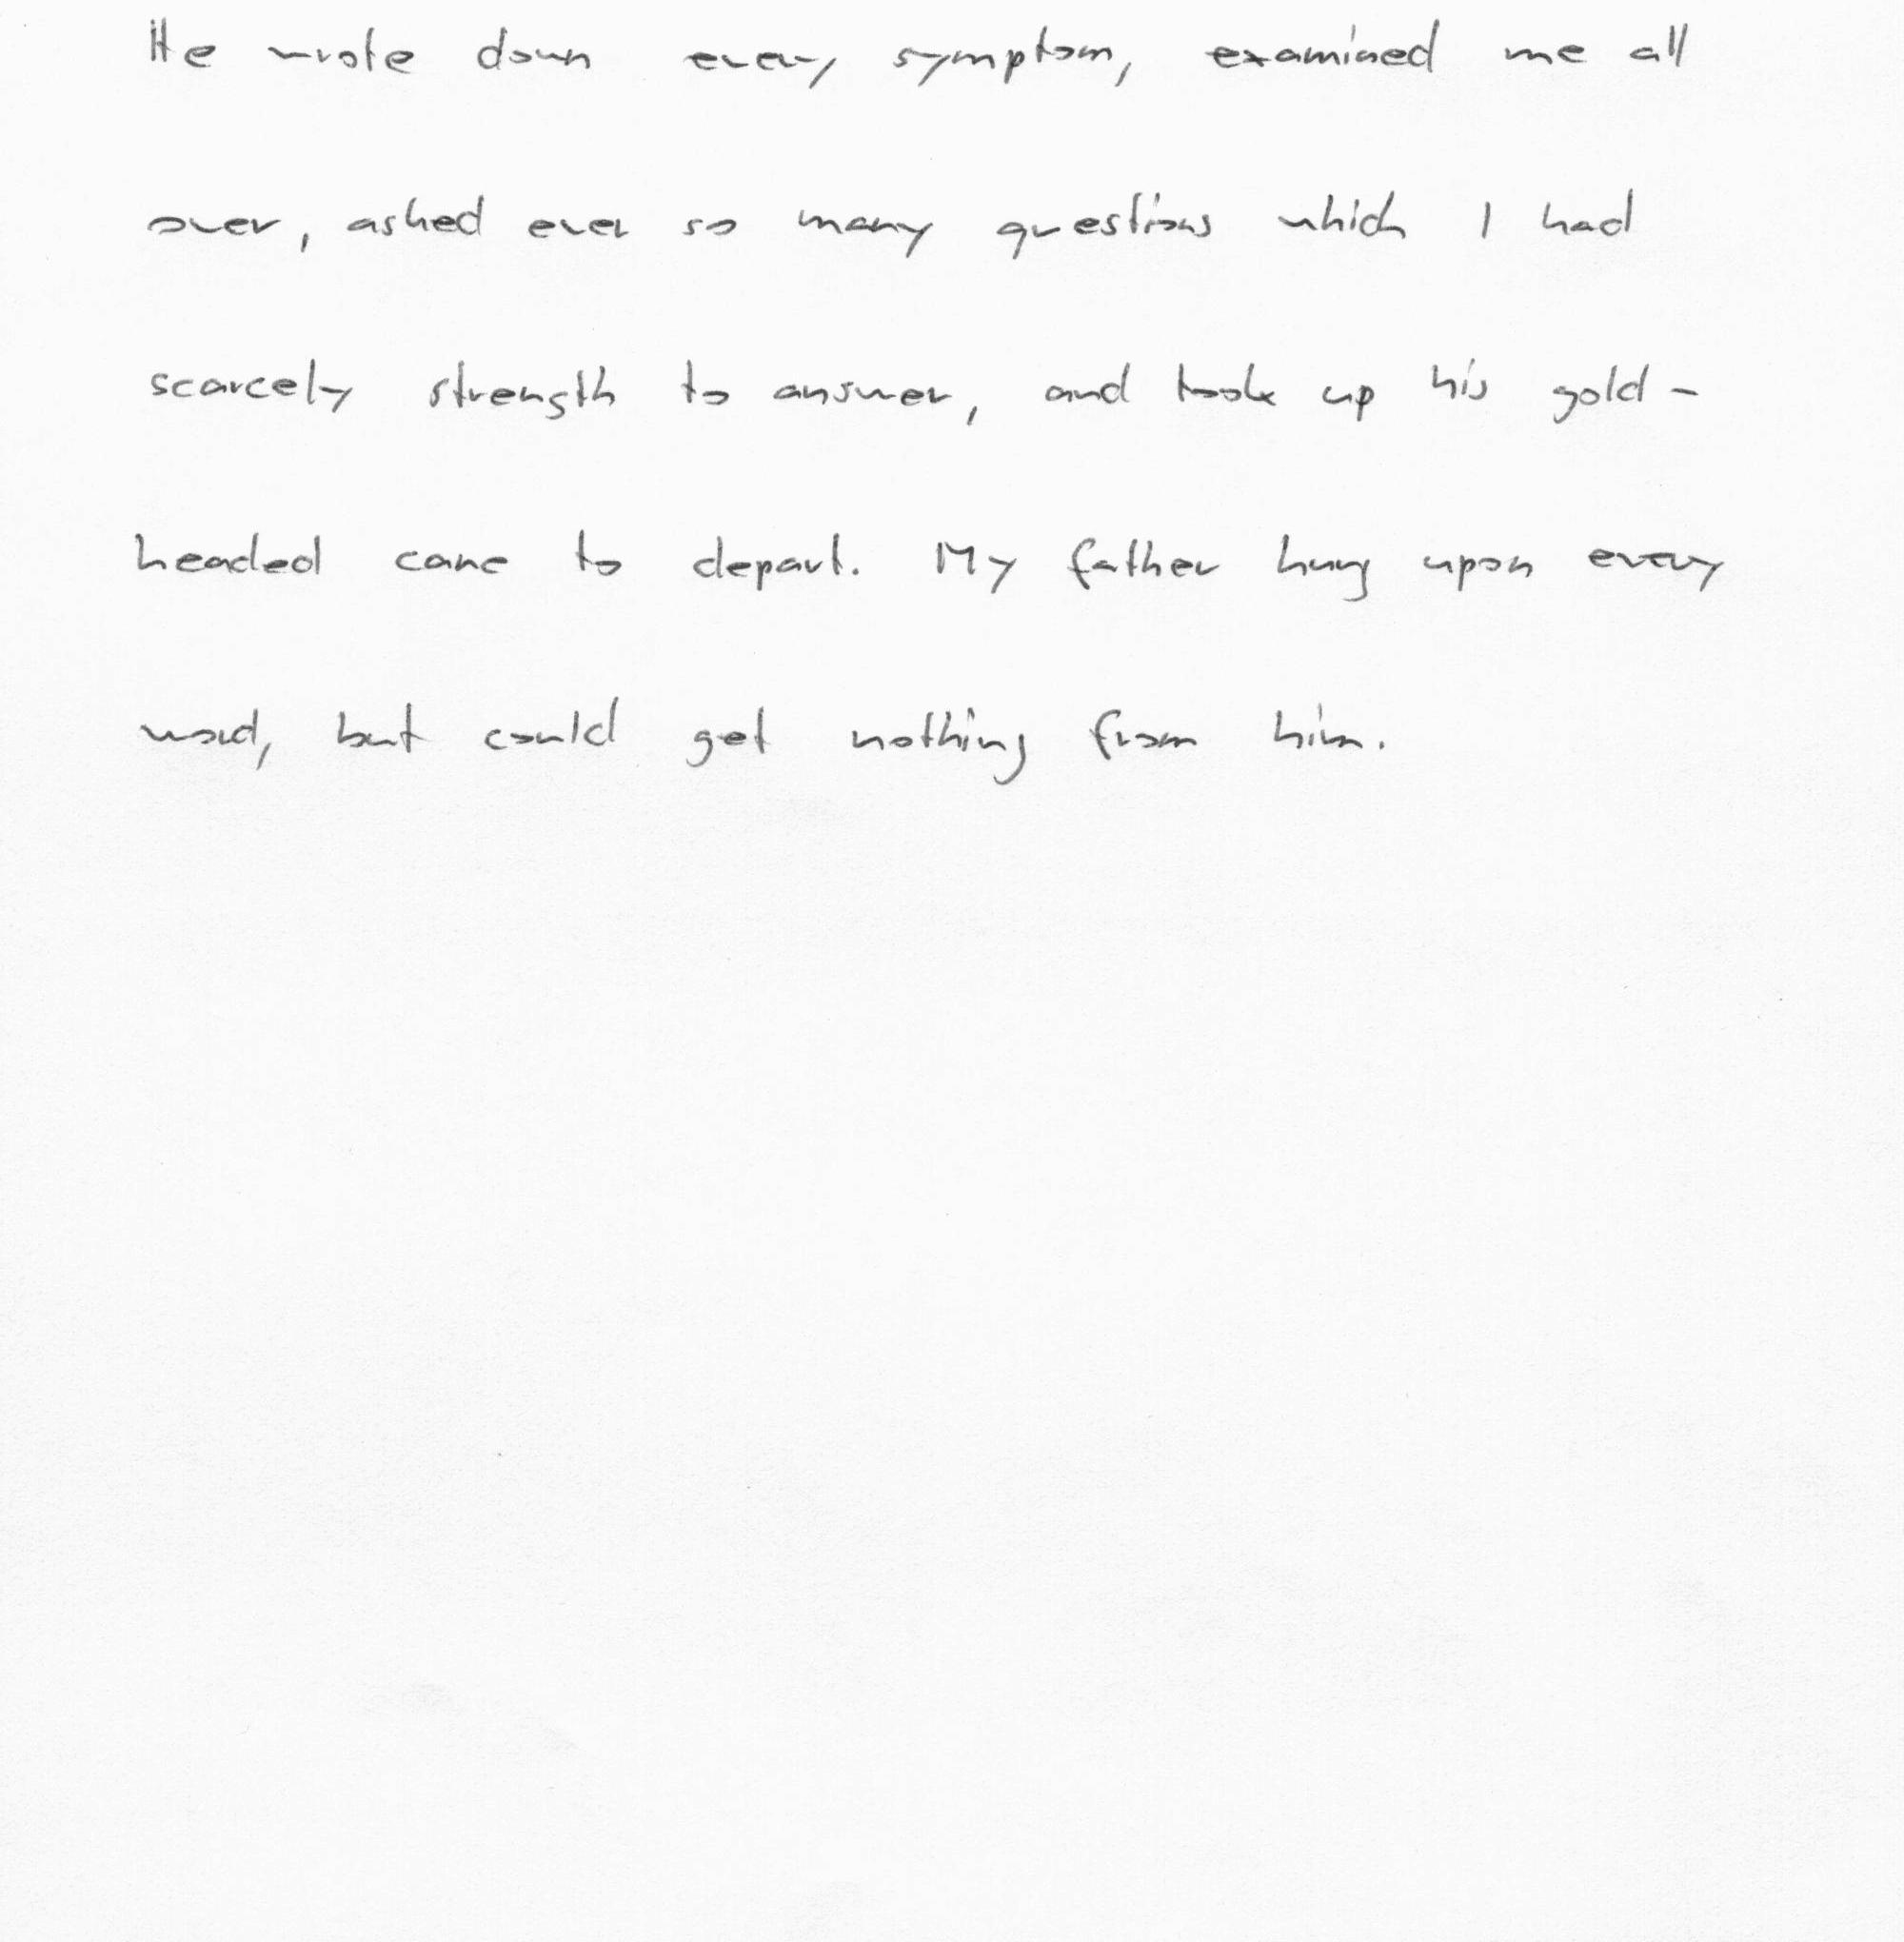 He wrote down every symptom, examined me all
over, asked ever so many questions which I had
scarcely strength to answer, and took up his gold-
headed cane to depart. My father hung upon every
word, but could get nothing from him.